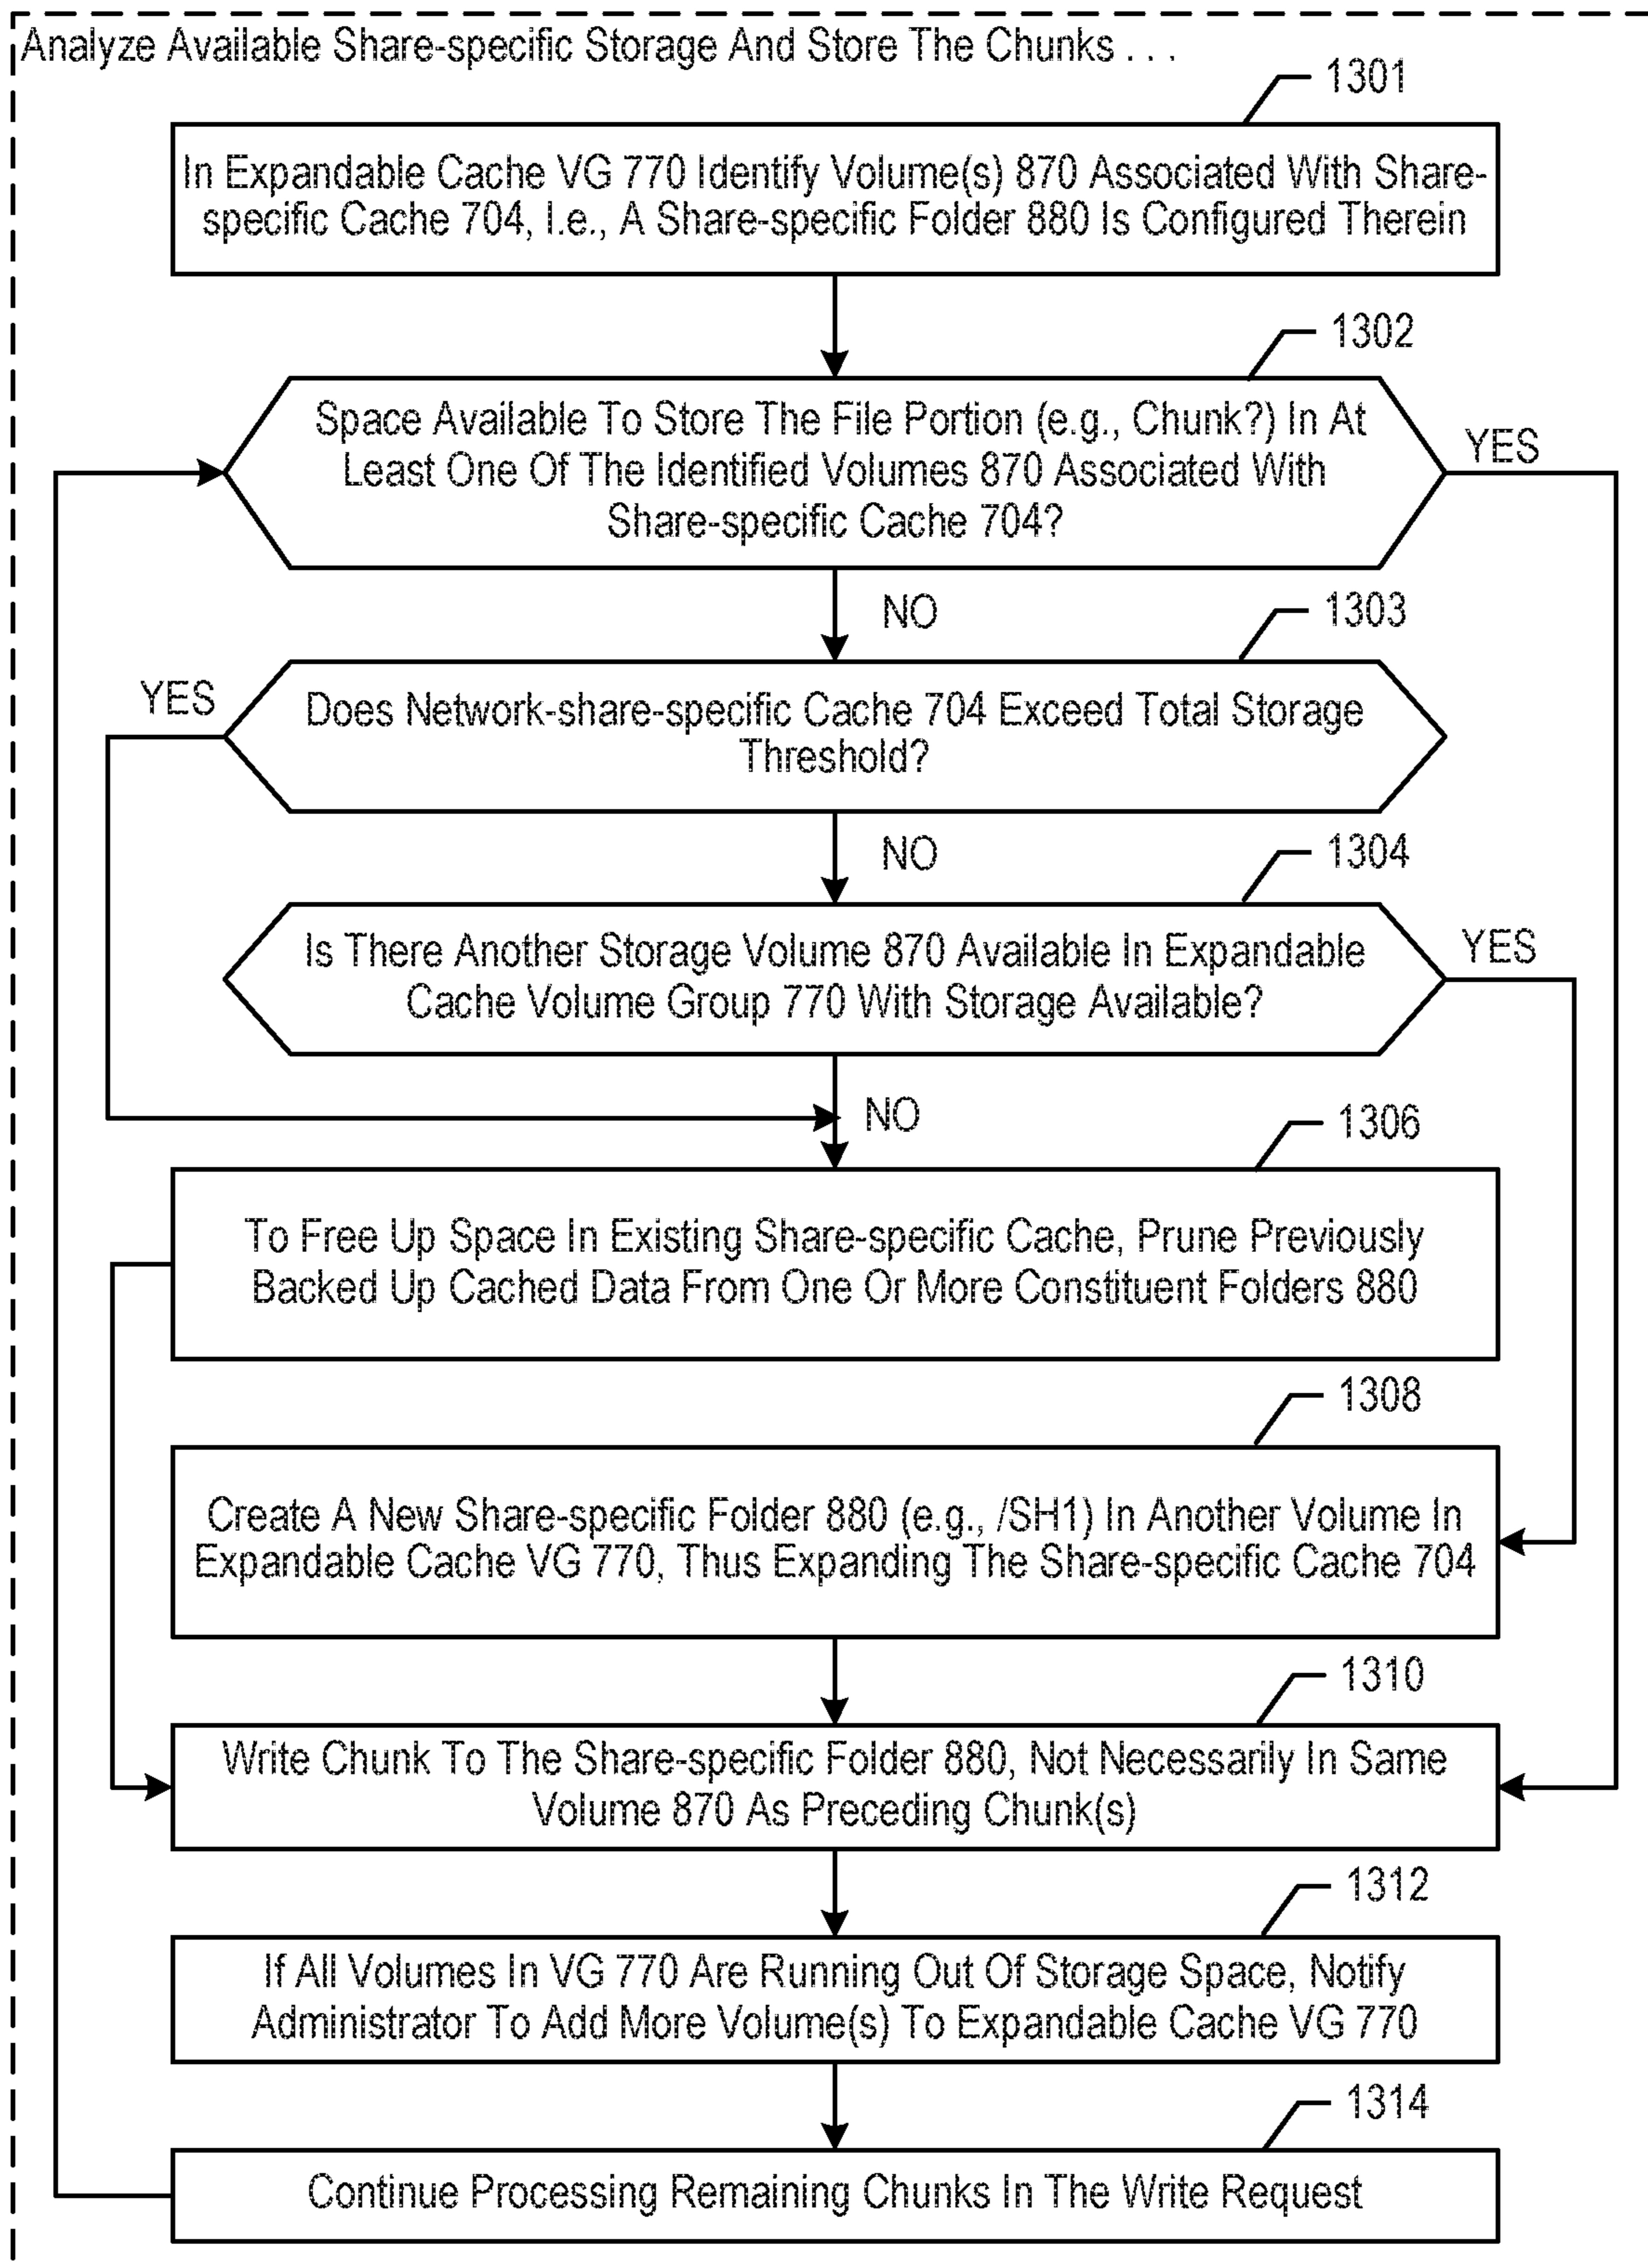 Analyze Available Share-specific Storage And Store The Chunks . . .
1301
In Expandable Cache VG 770 Identify Volume(s) 870 Associated With Share-
specific Cache 704, I.e., A Share-specific Folder 880 Is Configured Therein
1302
Space Available To Store The File Portion (e.g., Chunk?) In At
Least One Of The Identified Volumes 870 Associated With
Share-specific Cache 704?
YES
NO
1303
YES
Does Network-share-specific Cache 704 Exceed Total Storage
Threshold?
NO
1304
Is There Another Storage Volume 870 Available In Expandable
Cache Volume Group 770 With Storage Available?
YES
NO
1306
To Free Up Space In Existing Share-specific Cache, Prune Previously
Backed Up Cached Data From One Or More Constituent Folders 880
1308
Create A New Share-specific Folder 880 (e.g., /SH1) In Another Volume In
Expandable Cache VG 770, Thus Expanding The Share-specific Cache 704
1310
Write Chunk To The Share-specific Folder 880, Not Necessarily In Same
Volume 870 As Preceding Chunk(s)
1312
If All Volumes In VG 770 Are Running Out Of Storage Space, Notify
Administrator To Add More Volume(s) To Expandable Cache VG 770
1314
Continue Processing Remaining Chunks In The Write Request